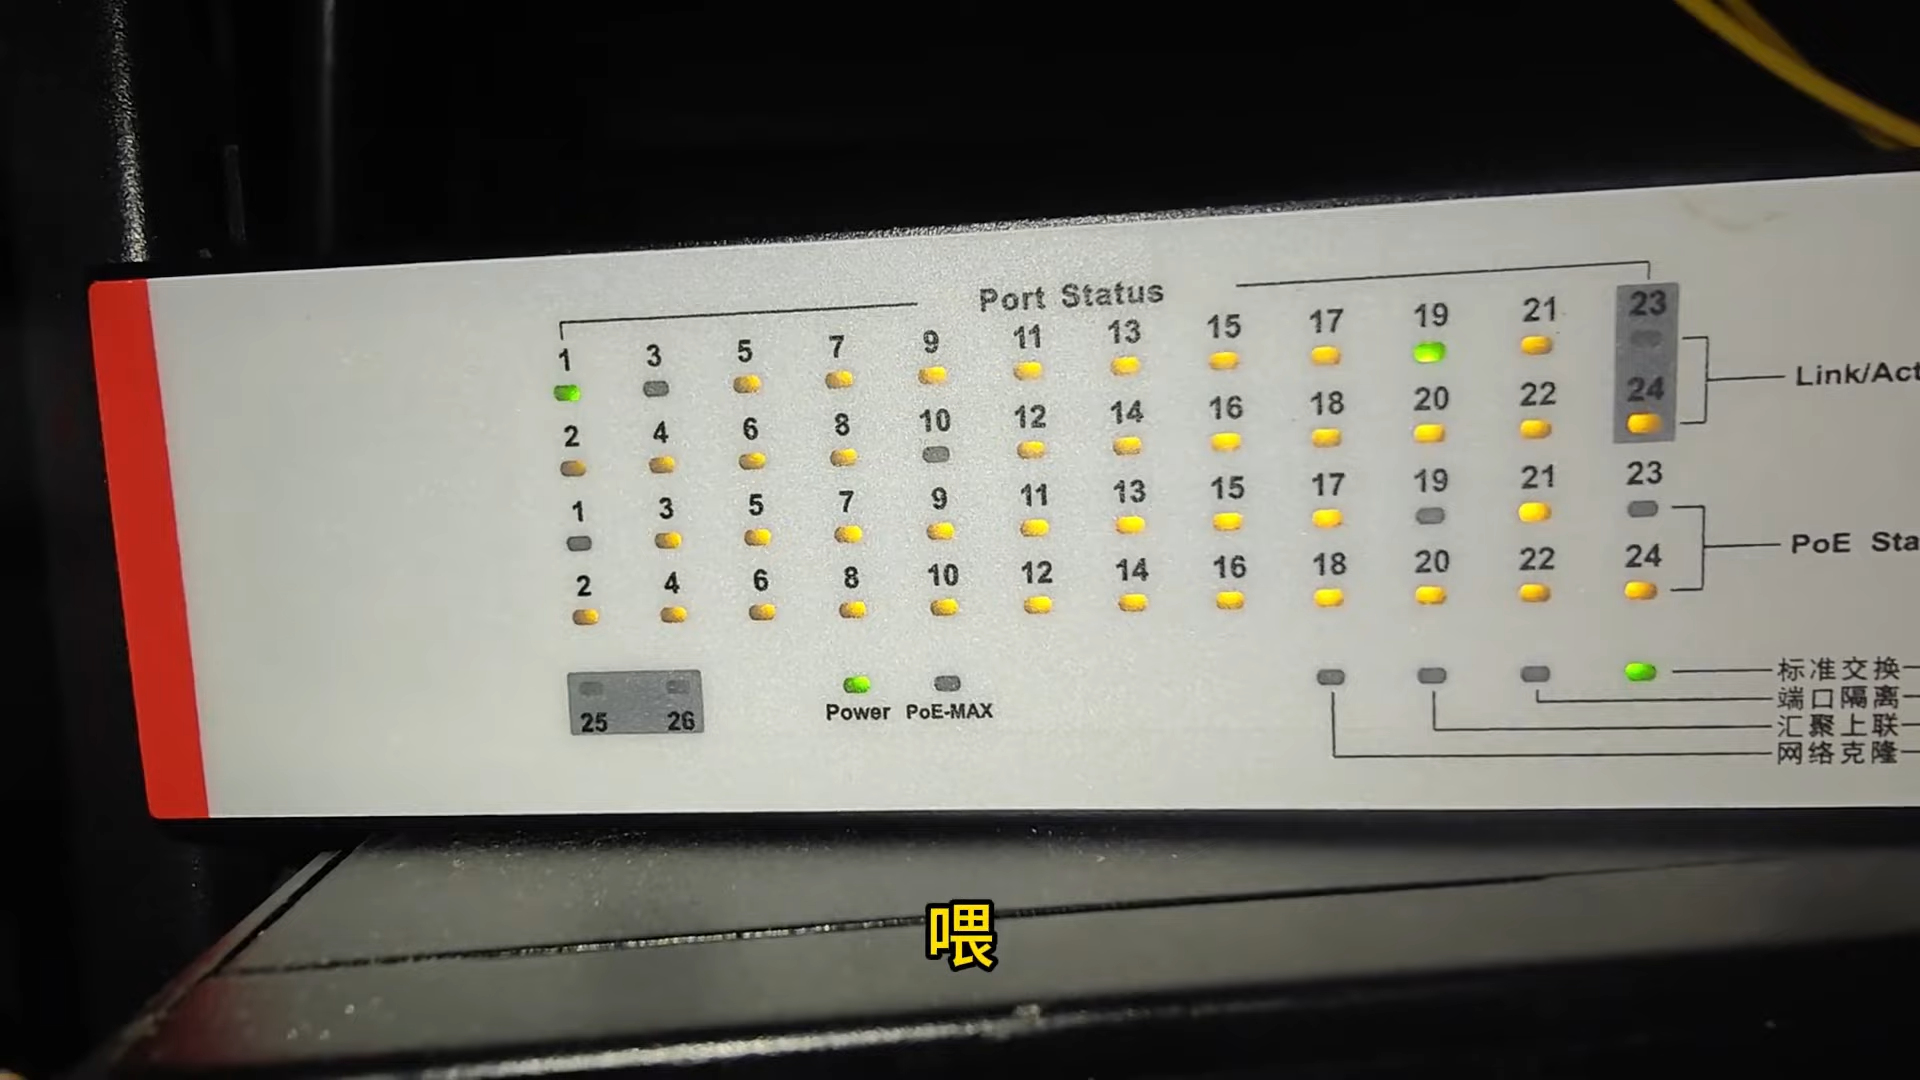 Port Status
1 3 5 7 9 11 13 15 17 19 21 23
2 4 6 8 10 12 14 16 18 20 22 24
Link/Act
1 3 5 7 9 11 13 15 17 19 21 23
2 4 6 8 10 12 14 16 18 20 22 24
PoE Sta
25 26
Power PoE-MAX
标准交换
端口隔离
汇聚上联
网络克隆
喂